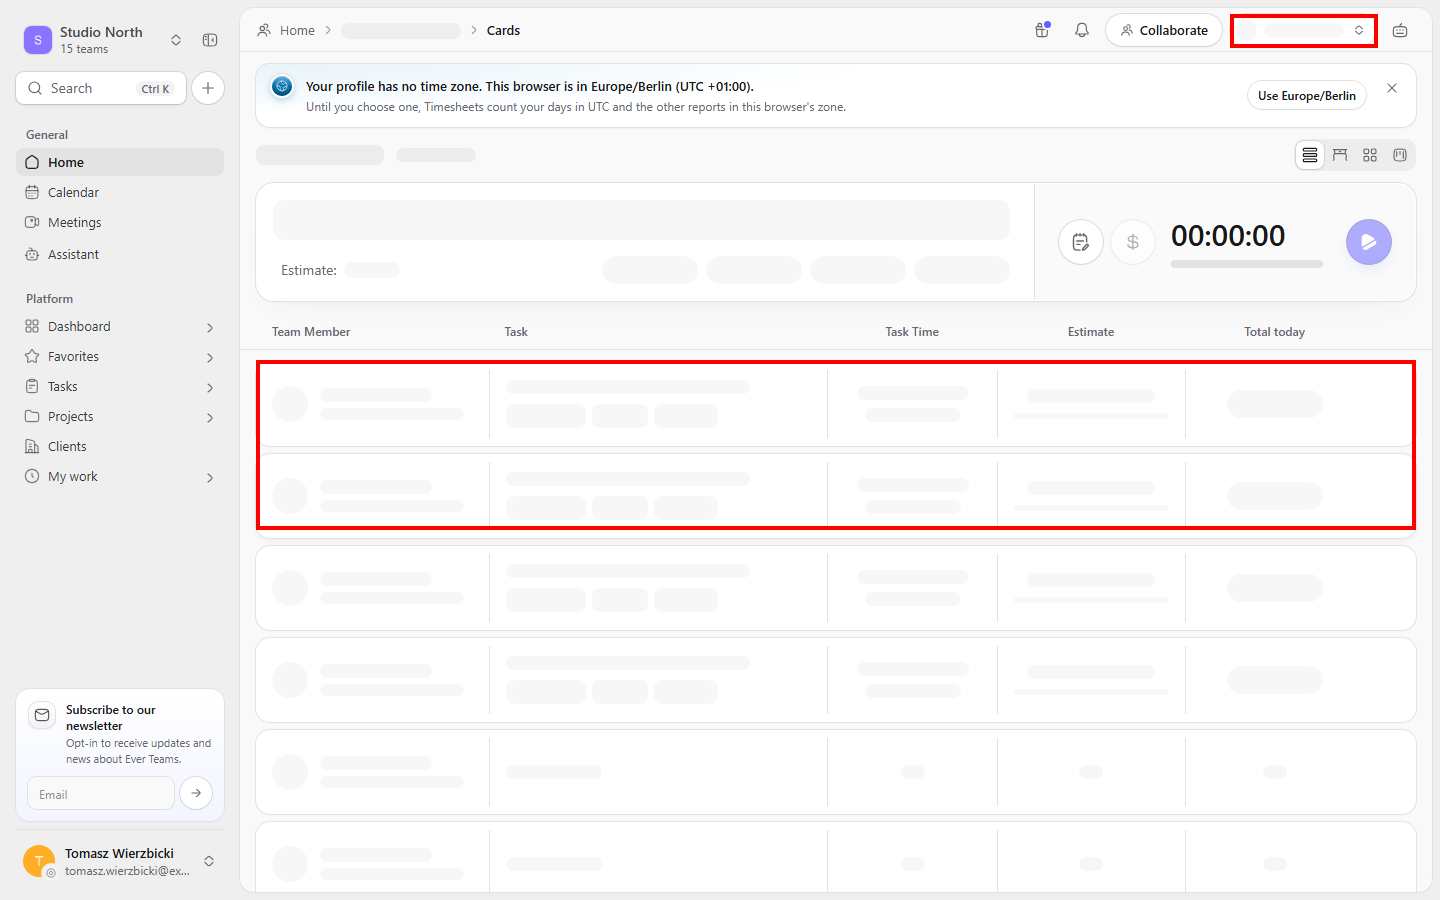 S
Studio North
15 teams
Search
Ctrl K
General
Home
Calendar
Meetings
Assistant
Platform
Dashboard
Favorites
Tasks
Projects
Clients
My work
Subscribe to our
newsletter
Opt-in to receive updates and
news about Ever Teams.
Email
T
Tomasz Wierzbicki
tomasz.wierzbicki@ex...
Home
Cards
Collaborate
Your profile has no time zone. This browser is in Europe/Berlin (UTC +01:00).
Until you choose one, Timesheets count your days in UTC and the other reports in this browser's zone.
Use Europe/Berlin
Estimate:
$
00:00:00
Team Member
Task
Task Time
Estimate
Total today